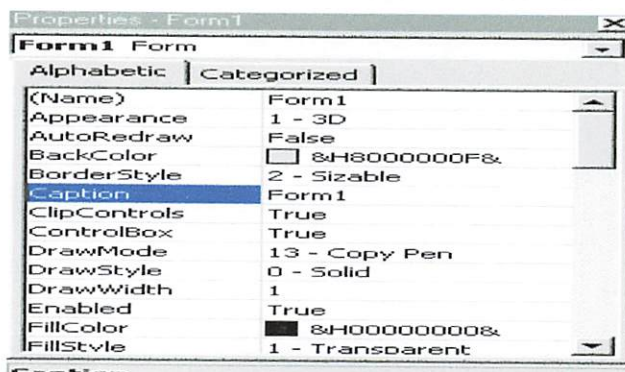 Properties - Form1
Form1 Form
Alphabetic Categorized
(Name) Form1
Appearance 1 - 3D
AutoRedraw False
BackColor &H8000000F&
BorderStyle 2 - Sizable
Caption Form1
ClipControls True
ControlBox True
DrawMode 13 - Copy Pen
DrawStyle 0 - Solid
DrawWidth 1
Enabled True
FillColor &H00000000&
FillStyle 1 - Transparent
Caption